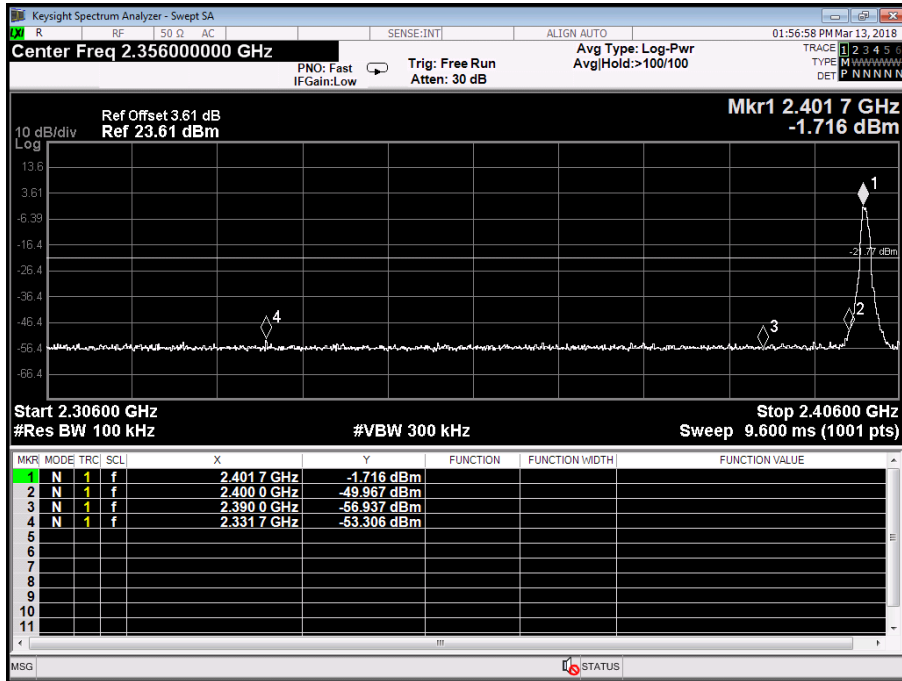 Keysight Spectrum Analyzer - Swept SA
LXI R RF 50 Ω AC SENSE:INT ALIGN AUTO 01:56:58 PM Mar 13, 2018
Center Freq 2.356000000 GHz
PNO: Fast
IFGain:Low
Trig: Free Run
Atten: 30 dB
Avg Type: Log-Pwr
Avg|Hold:>100/100
TRACE 1 2 3 4 5 6
TYPE M WWWWW
DET P N N N N N
Mkr1 2.401 7 GHz
-1.716 dBm
Ref Offset 3.61 dB
10 dB/div Ref 23.61 dBm
Log
13.6
3.61
-6.39
-16.4
-26.4
-36.4
-46.4
-56.4
-66.4
1
-21.77 dBm
2
3
4
Start 2.30600 GHz Stop 2.40600 GHz
#Res BW 100 kHz #VBW 300 kHz Sweep 9.600 ms (1001 pts)
MKR MODE TRC SCL X Y FUNCTION FUNCTION WIDTH FUNCTION VALUE
1 N 1 f 2.401 7 GHz -1.716 dBm
2 N 1 f 2.400 0 GHz -49.967 dBm
3 N 1 f 2.390 0 GHz -56.937 dBm
4 N 1 f 2.331 7 GHz -53.306 dBm
5
6
7
8
9
10
11
MSG STATUS